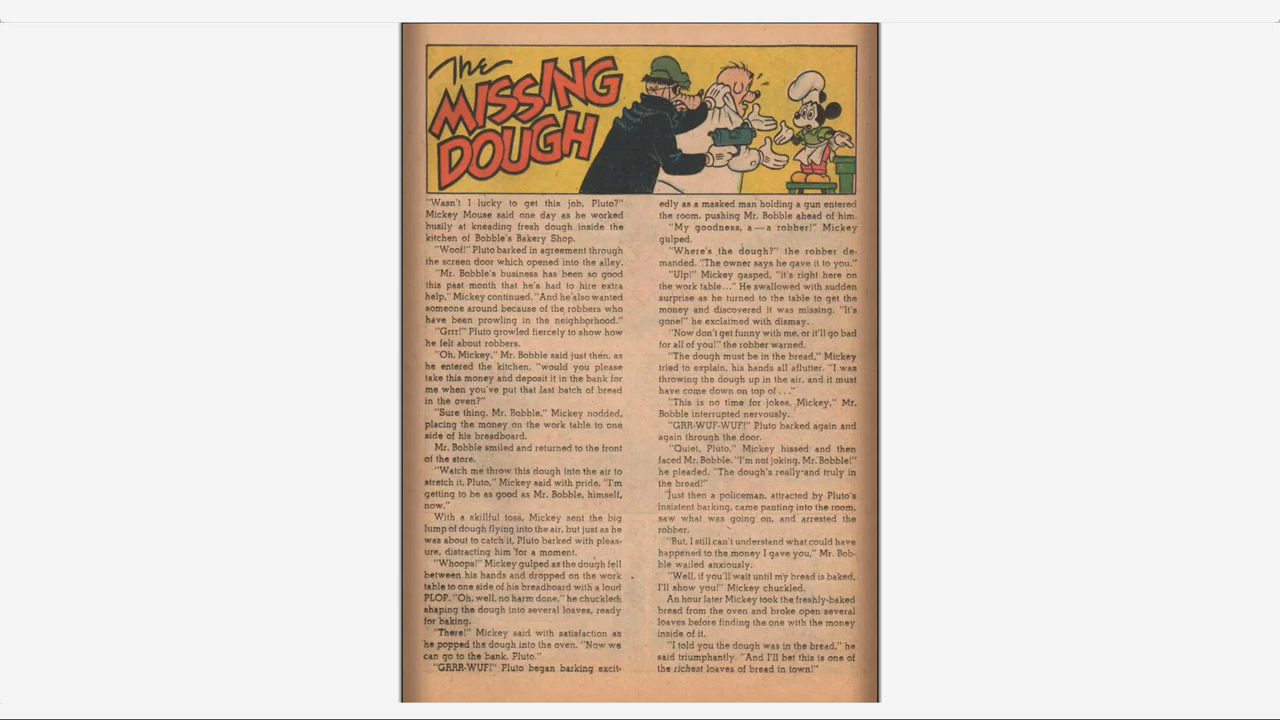 The
MISSING
DOUGH
"Wasn't I lucky to get this job, Pluto?"
Mickey Mouse said one day as he worked
busily at kneading fresh dough inside the
kitchen of Bobble's Bakery Shop.
"Woof!" Pluto barked in agreement through
the screen door which opened into the alley.
"Mr. Bobble's business has been so good
this past month that he's had to hire extra
help," Mickey continued. "And he also wanted
someone around because of the robbers who
have been prowling in the neighborhood."
"Grrr!" Pluto growled fiercely to show how
he felt about robbers.
"Oh, Mickey," Mr. Bobble said just then, as
he entered the kitchen, "would you please
take this money and deposit it in the bank for
me when you've put that last batch of bread
in the oven?"
"Sure thing, Mr. Bobble," Mickey nodded,
placing the money on the work table to one
side of his breadboard.
Mr. Bobble smiled and returned to the front
of the store.
"Watch me throw this dough into the air to
stretch it, Pluto," Mickey said with pride. "I'm
getting to be as good as Mr. Bobble, himself,
now."
With a skillful toss, Mickey sent the big
lump of dough flying into the air, but just as he
was about to catch it, Pluto barked with pleas-
ure, distracting him for a moment.
"Whoops!" Mickey gulped as the dough fell
between his hands and dropped on the work
table to one side of his breadboard with a loud
PLOP. "Oh, well, no harm done," he chuckled,
shaping the dough into several loaves, ready
for baking.
"There!" Mickey said with satisfaction as
he popped the dough into the oven. "Now we
can go to the bank, Pluto."
"GRRR-WUF!" Pluto began barking excit-
edly as a masked man holding a gun entered
the room, pushing Mr. Bobble ahead of him.
"My goodness, a—a robber!" Mickey
gulped.
"Where's the dough?" the robber de-
manded. "The owner says he gave it to you."
"Ulp!" Mickey gasped, "it's right here on
the work table..." He swallowed with sudden
surprise as he turned to the table to get the
money and discovered it was missing. "It's
gone!" he exclaimed with dismay.
"Now don't get funny with me, or it'll go bad
for all of you!" the robber warned.
"The dough must be in the bread," Mickey
tried to explain, his hands all aflutter. "I was
throwing the dough up in the air, and it must
have come down on top of . . ."
"This is no time for jokes, Mickey," Mr.
Bobble interrupted nervously.
"GRR-WUF-WUF!" Pluto barked again and
again through the door.
"Quiet, Pluto," Mickey hissed and then
faced Mr. Bobble. "I'm not joking, Mr. Bobble!"
he pleaded. "The dough's really and truly in
the bread!"
Just then a policeman, attracted by Pluto's
insistent barking, came panting into the room,
saw what was going on, and arrested the
robber.
"But, I still can't understand what could have
happened to the money I gave you," Mr. Bob-
ble wailed anxiously.
"Well, if you'll wait until my bread is baked,
I'll show you!" Mickey chuckled.
An hour later Mickey took the freshly-baked
bread from the oven and broke open several
loaves before finding the one with the money
inside of it.
"I told you the dough was in the bread," he
said triumphantly. "And I'll bet this is one of
the richest loaves of bread in town!"